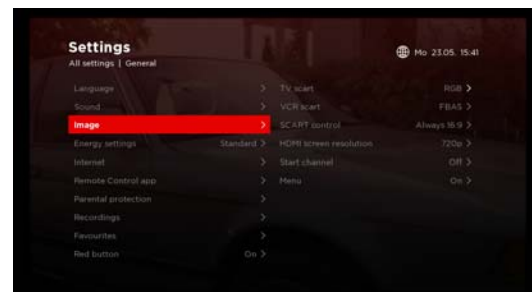 Settings
Mo 23.05. 15:41
All settings | General
Language >
Sound >
Image >
Energy settings Standard >
Internet >
Remote Control app >
Parental protection >
Recordings >
Favourites >
Red button On >
TV scart RGB >
VCR scart FBAS >
SCART control Always 16:9 >
HDMI screen resolution 720p >
Start channel Off >
Menu On >